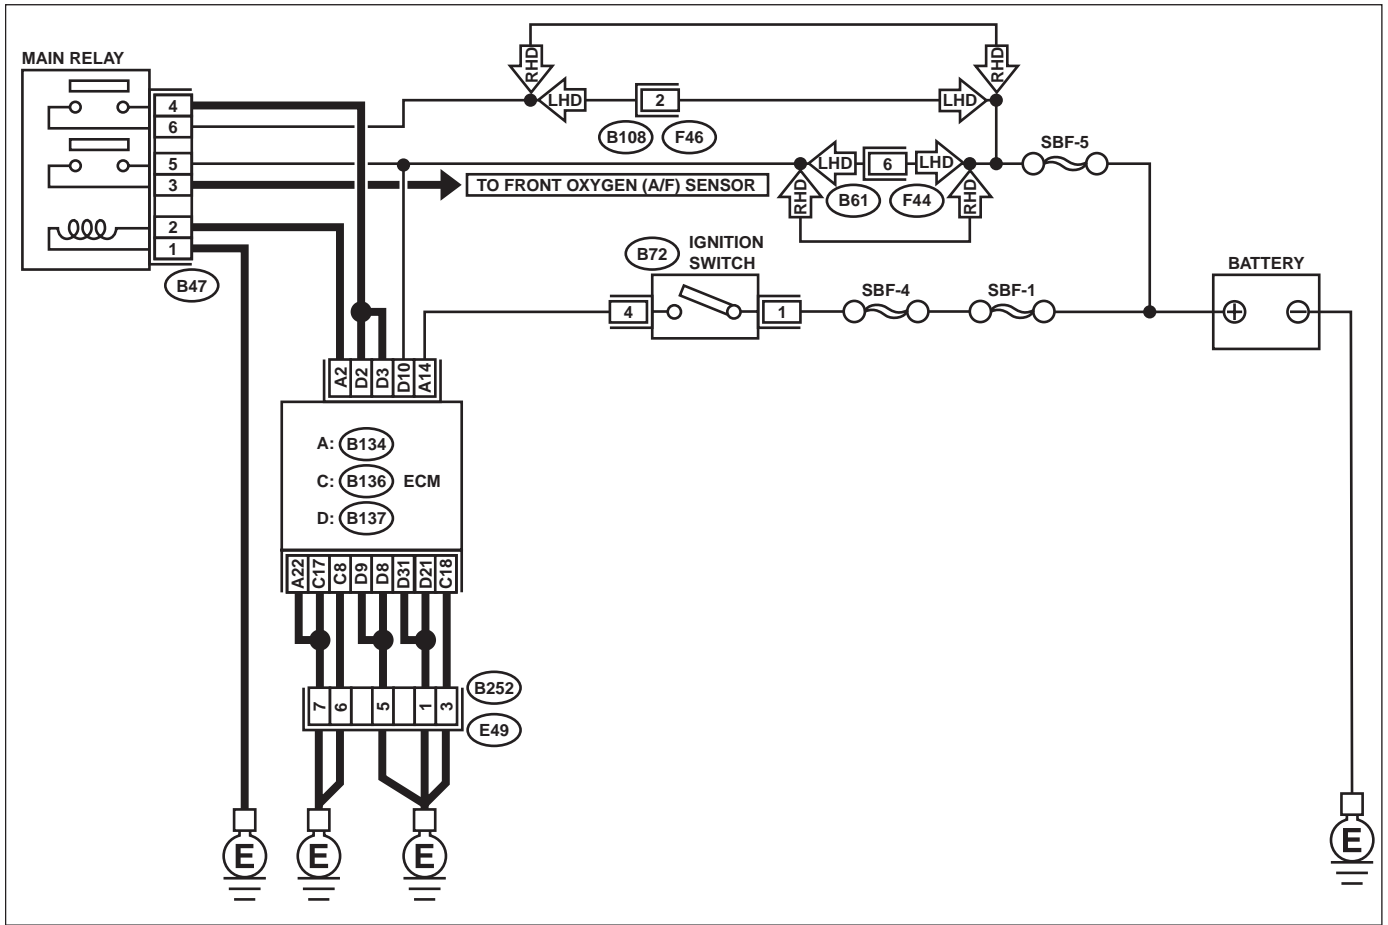 MAIN RELAY
RHD
RHD
LHD
2
LHD
4
6
B108
F46
SBF-5
5
3
TO FRONT OXYGEN (A/F) SENSOR
LHD
6
LHD
RHD
B61
F44
RHD
2
1
B47
B72
IGNITION
SWITCH
4
1
SBF-4
SBF-1
BATTERY
A2
D2
D3
D10
A14
A: B134
C: B136 ECM
D: B137
A22
C17
C8
D9
D8
D31
D21
C18
7
6
5
1
3
B252
E49
E
E
E
E